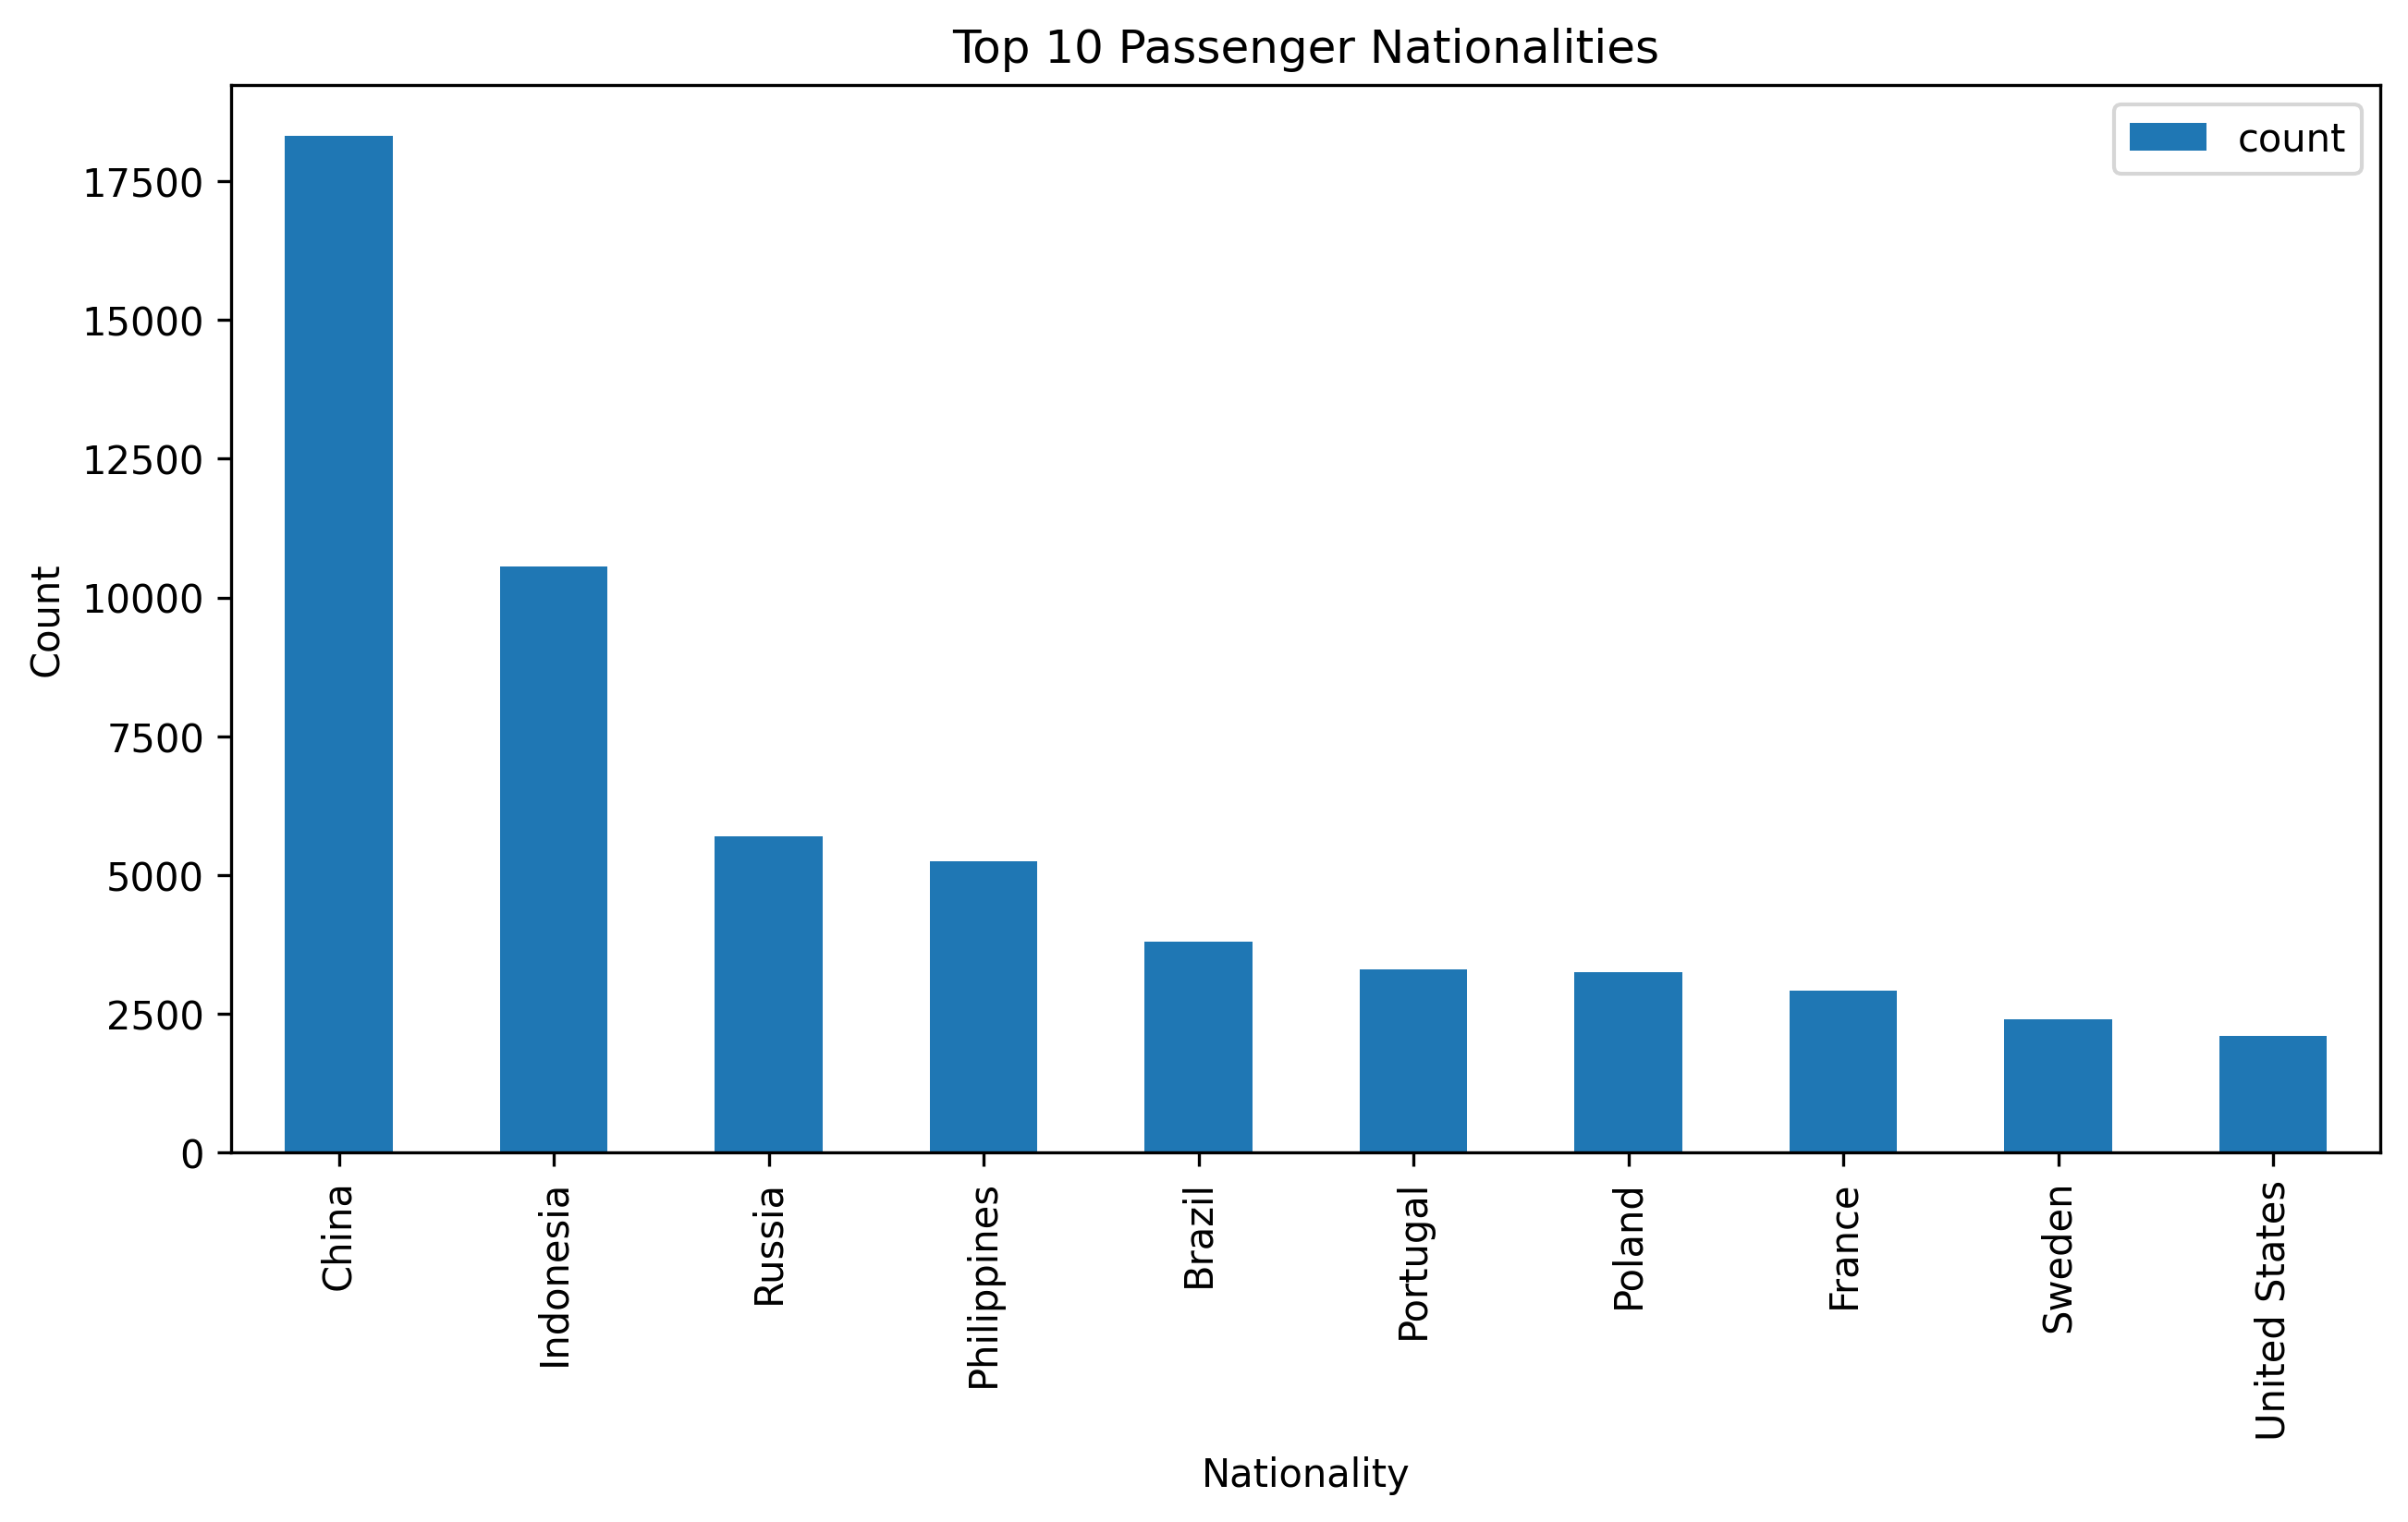 Top 10 Passenger Nationalities
count
17500
15000
12500
10000
7500
5000
2500
0
Count
China
Indonesia
Russia
Philippines
Brazil
Portugal
Poland
France
Sweden
United States
Nationality